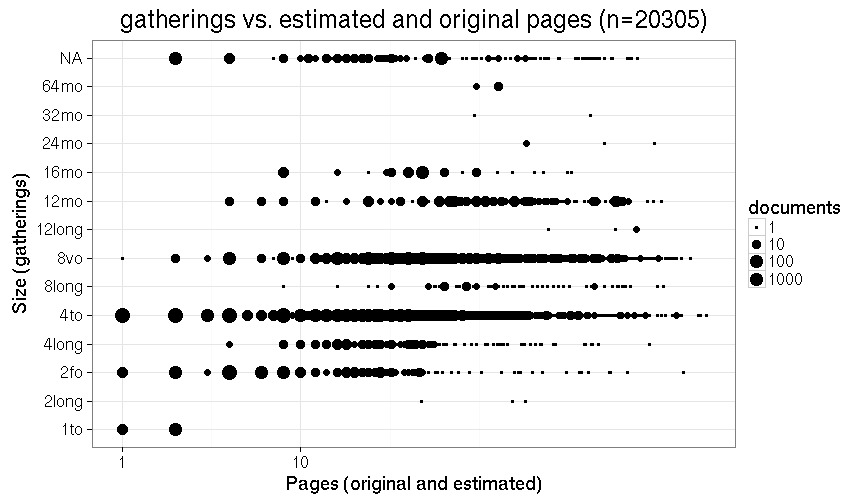 gatherings vs. estimated and original pages (n=20305)
Size (gatherings)
NA
64mo
32mo
24mo
16mo
12mo
12long
8vo
8long
4to
4long
2fo
2long
1to
1 10
Pages (original and estimated)
documents
1
10
100
1000